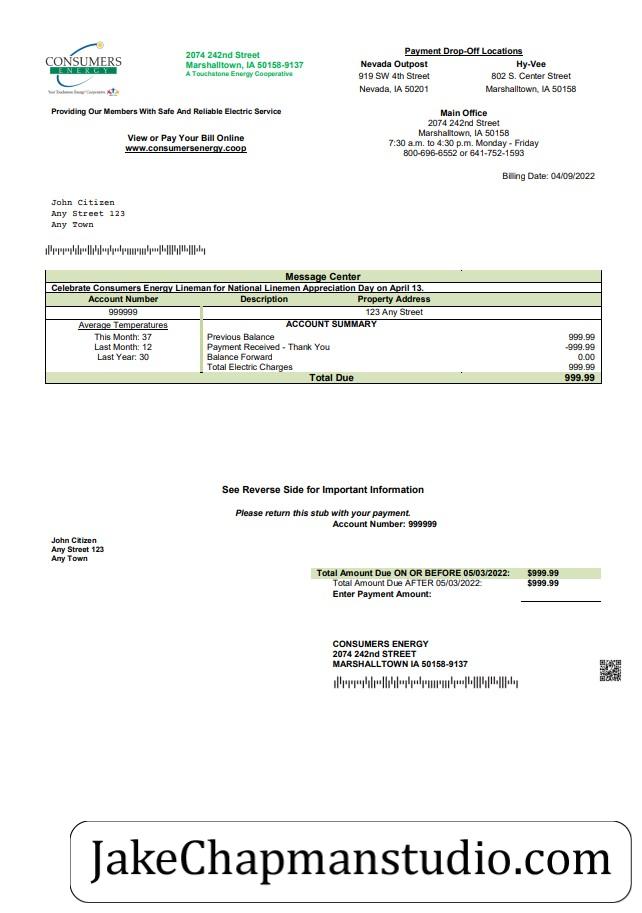 CONSUMERS
ENERGY
Your Touchstone Energy® Cooperative
2074 242nd Street
Marshalltown, IA 50158-9137
A Touchstone Energy Cooperative
Payment Drop-Off Locations
Nevada Outpost Hy-Vee
919 SW 4th Street 802 S. Center Street
Nevada, IA 50201 Marshalltown, IA 50158
Providing Our Members With Safe And Reliable Electric Service
View or Pay Your Bill Online
www.consumersenergy.coop
Main Office
2074 242nd Street
Marshalltown, IA 50158
7:30 a.m. to 4:30 p.m. Monday - Friday
800-696-6552 or 641-752-1593
Billing Date: 04/09/2022
John Citizen
Any Street 123
Any Town
Message Center
Celebrate Consumers Energy Lineman for National Linemen Appreciation Day on April 13.
Account Number Description Property Address
999999 123 Any Street
Average Temperatures
This Month: 37
Last Month: 12
Last Year: 30
ACCOUNT SUMMARY
Previous Balance 999.99
Payment Received - Thank You -999.99
Balance Forward 0.00
Total Electric Charges 999.99
Total Due 999.99
See Reverse Side for Important Information
Please return this stub with your payment.
Account Number: 999999
John Citizen
Any Street 123
Any Town
Total Amount Due ON OR BEFORE 05/03/2022: $999.99
Total Amount Due AFTER 05/03/2022: $999.99
Enter Payment Amount:
CONSUMERS ENERGY
2074 242nd STREET
MARSHALLTOWN IA 50158-9137
JakeChapmanstudio.com